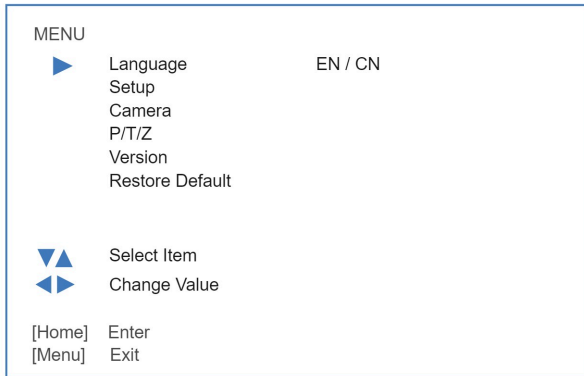 MENU
Language EN / CN
Setup
Camera
P/T/Z
Version
Restore Default
Select Item
Change Value
[Home] Enter
[Menu] Exit